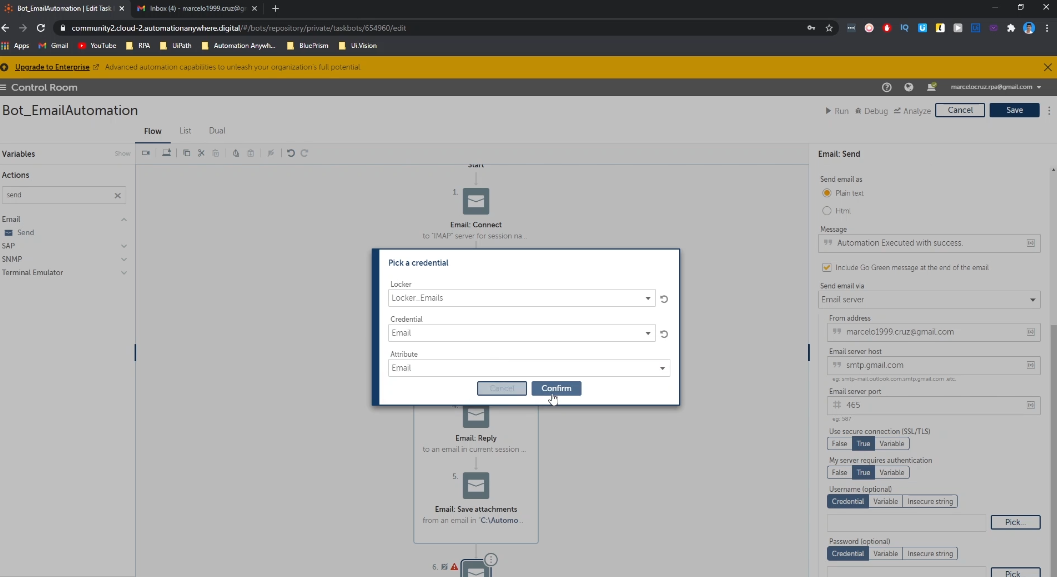 Bot_EmailAutomation | Edit Task
Inbox (4) - marcelo1999.cruz@g
community2.cloud-2.automationanywhere.digital/#/bots/repository/private/taskbots/654960/edit
Apps Gmail YouTube RPA UiPath Automation Anywh... BluePrism Ui.Vision
Upgrade to Enterprise Advanced automation capabilities to unleash your organization's full potential
Control Room
marcelocruz.rpa@gmail.com
Bot_EmailAutomation
Run Debug Analyze Cancel Save
Flow List Dual
Variables Show
Actions
send
Email
Send
SAP
SNMP
Terminal Emulator
Start
1.
Email: Connect
to "IMAP" server for session na...
Pick a credential
Locker
Locker_Emails
Credential
Email
Attribute
Email
Cancel Confirm
Email: Reply
to an email in current session ...
5.
Email: Save attachments
from an email in "C:\Automo...
6.
Email: Send
Send email as
Plain text
Html
Message
Automation Executed with success.
Include Go Green message at the end of the email
Send email via
Email server
From address
marcelo1999.cruz@gmail.com
Email server host
smtp.gmail.com
eg: smtp-mail.outlook.com,smtp.gmail.com etc.
Email server port
465
eg: 587
Use secure connection (SSL/TLS)
False True Variable
My server requires authentication
False True Variable
Username (optional)
Credential Variable Insecure string
Pick...
Password (optional)
Credential Variable Insecure string
Pick